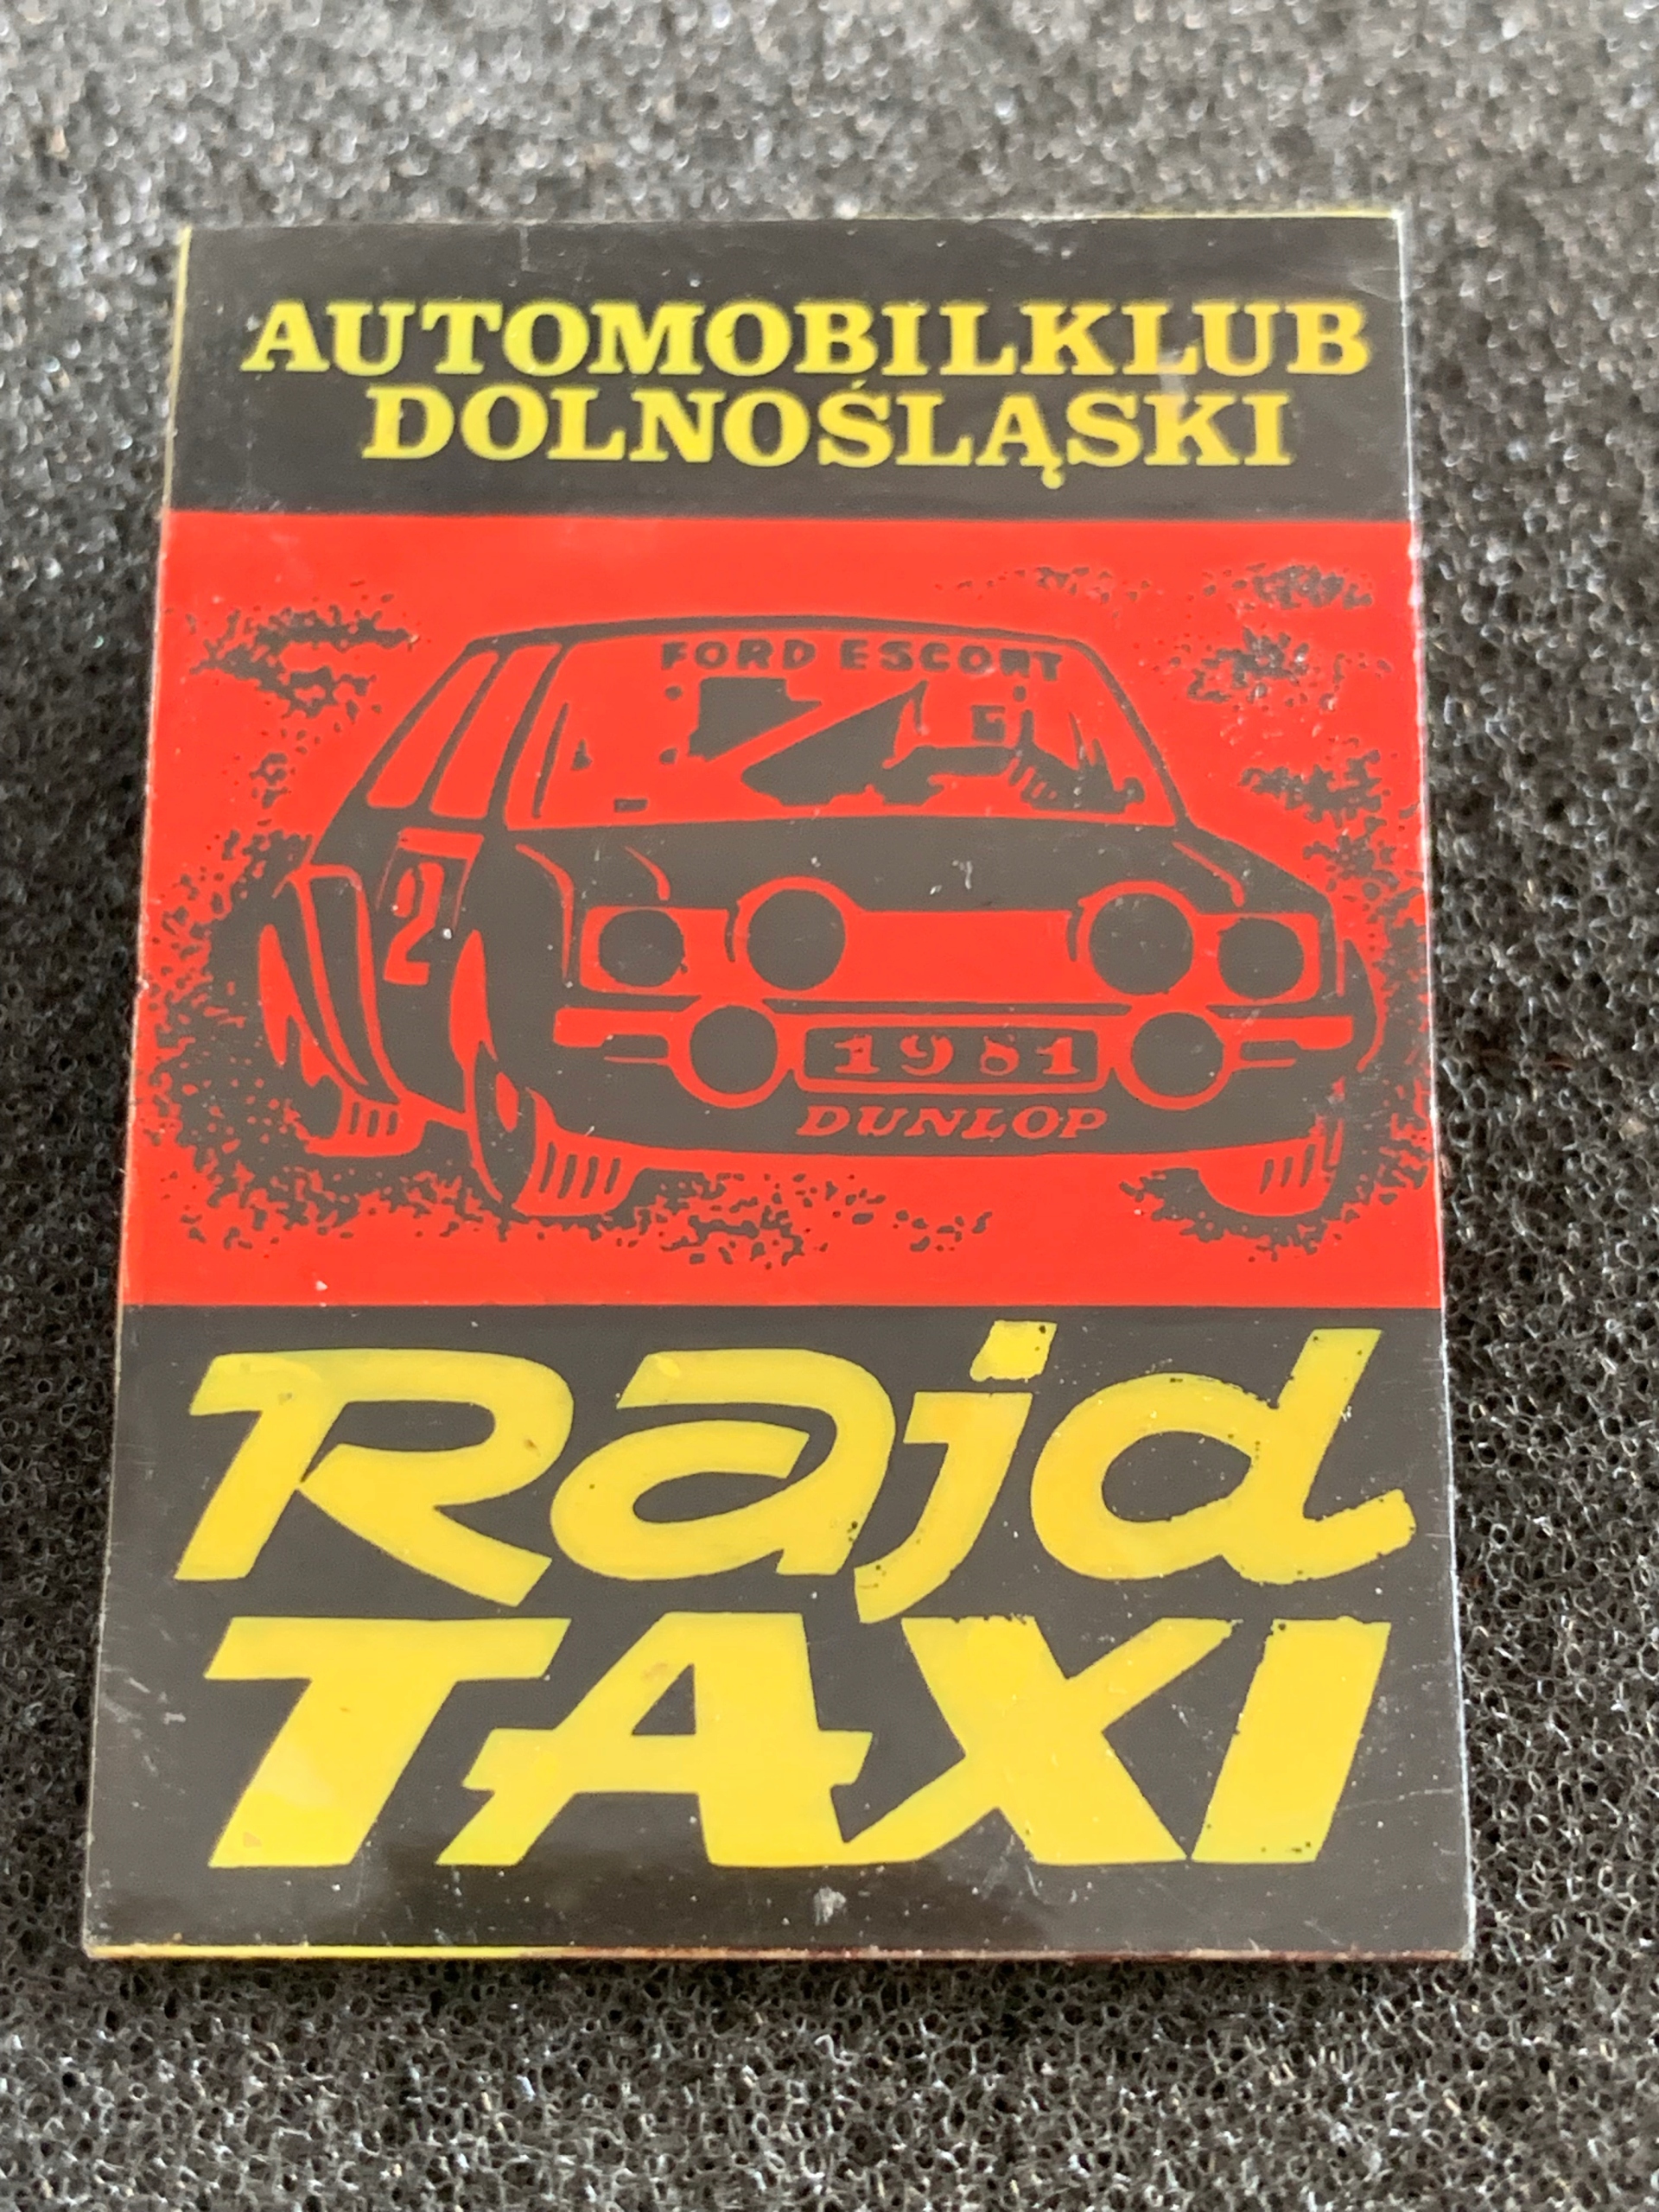 AUTOMOBILKLUB
DOLNOŚLĄSKI
FORD ESCORT
2
1981
DUNLOP
Rajd
TAXI